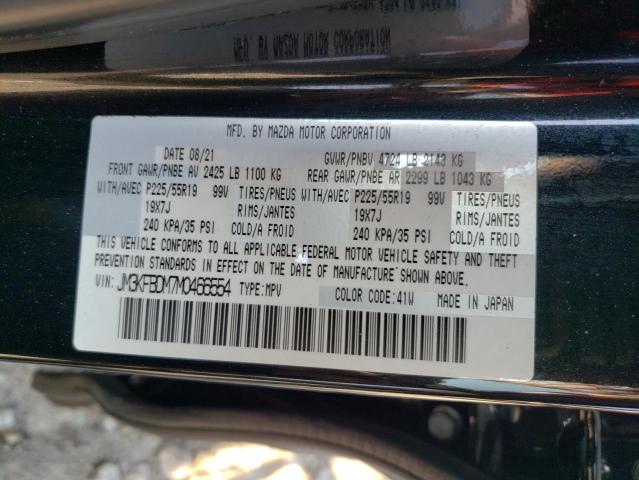 MFD. BY MAZDA MOTOR CORPORATION
DATE 08/21 GVWR/PNBV 4724 LB 2143 KG
FRONT GAWR/PNBE AV 2425 LB 1100 KG REAR GAWR/PNBE AR 2299 LB 1043 KG
WITH/AVEC P225/55R19 99V TIRES/PNEUS WITH/AVEC P225/55R19 99V TIRES/PNEUS
19X7J RIMS/JANTES 19X7J RIMS/JANTES
240 KPA/35 PSI COLD/A FROID 240 KPA/35 PSI COLD/A FROID
THIS VEHICLE CONFORMS TO ALL APPLICABLE FEDERAL MOTOR VEHICLE SAFETY AND THEFT
PREVENTION STANDARDS IN EFFECT ON THE DATE OF MANUFACTURE SHOWN ABOVE.
VIN: JM3KFBDM7M0466554 TYPE:MPV COLOR CODE:41W MADE IN JAPAN